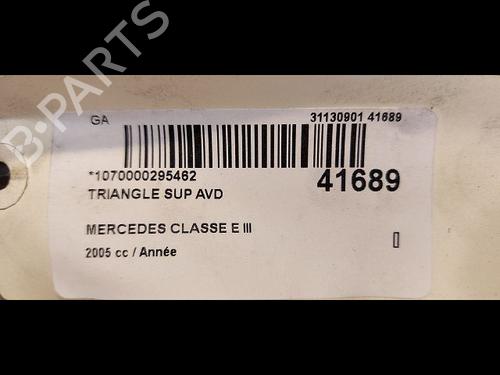 B-PARTS
GA
31130901 41689
*1070000295462
41689
TRIANGLE SUP AVD
MERCEDES CLASSE E III
2005 cc / Année